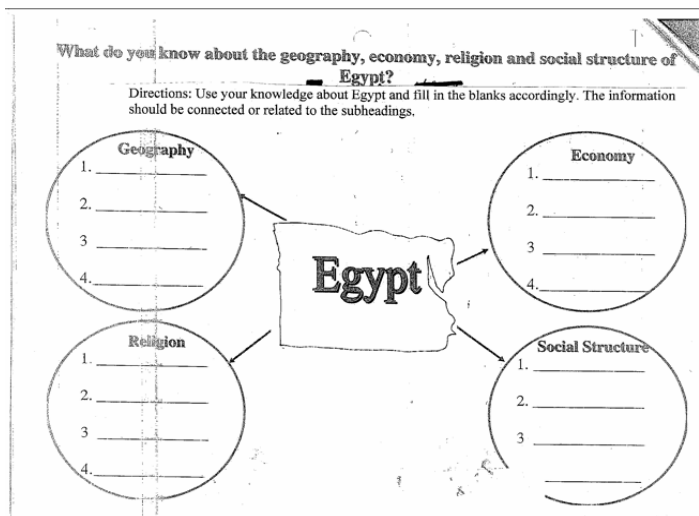 What do you know about the geography, economy, religion and social structure of
Egypt?
Directions: Use your knowledge about Egypt and fill in the blanks accordingly. The information
should be connected or related to the subheadings.
Geography
1.
2.
3
4.
Economy
1.
2.
3
4.
Egypt
Religion
1.
2.
3
4.
Social Structure
1.
2.
3